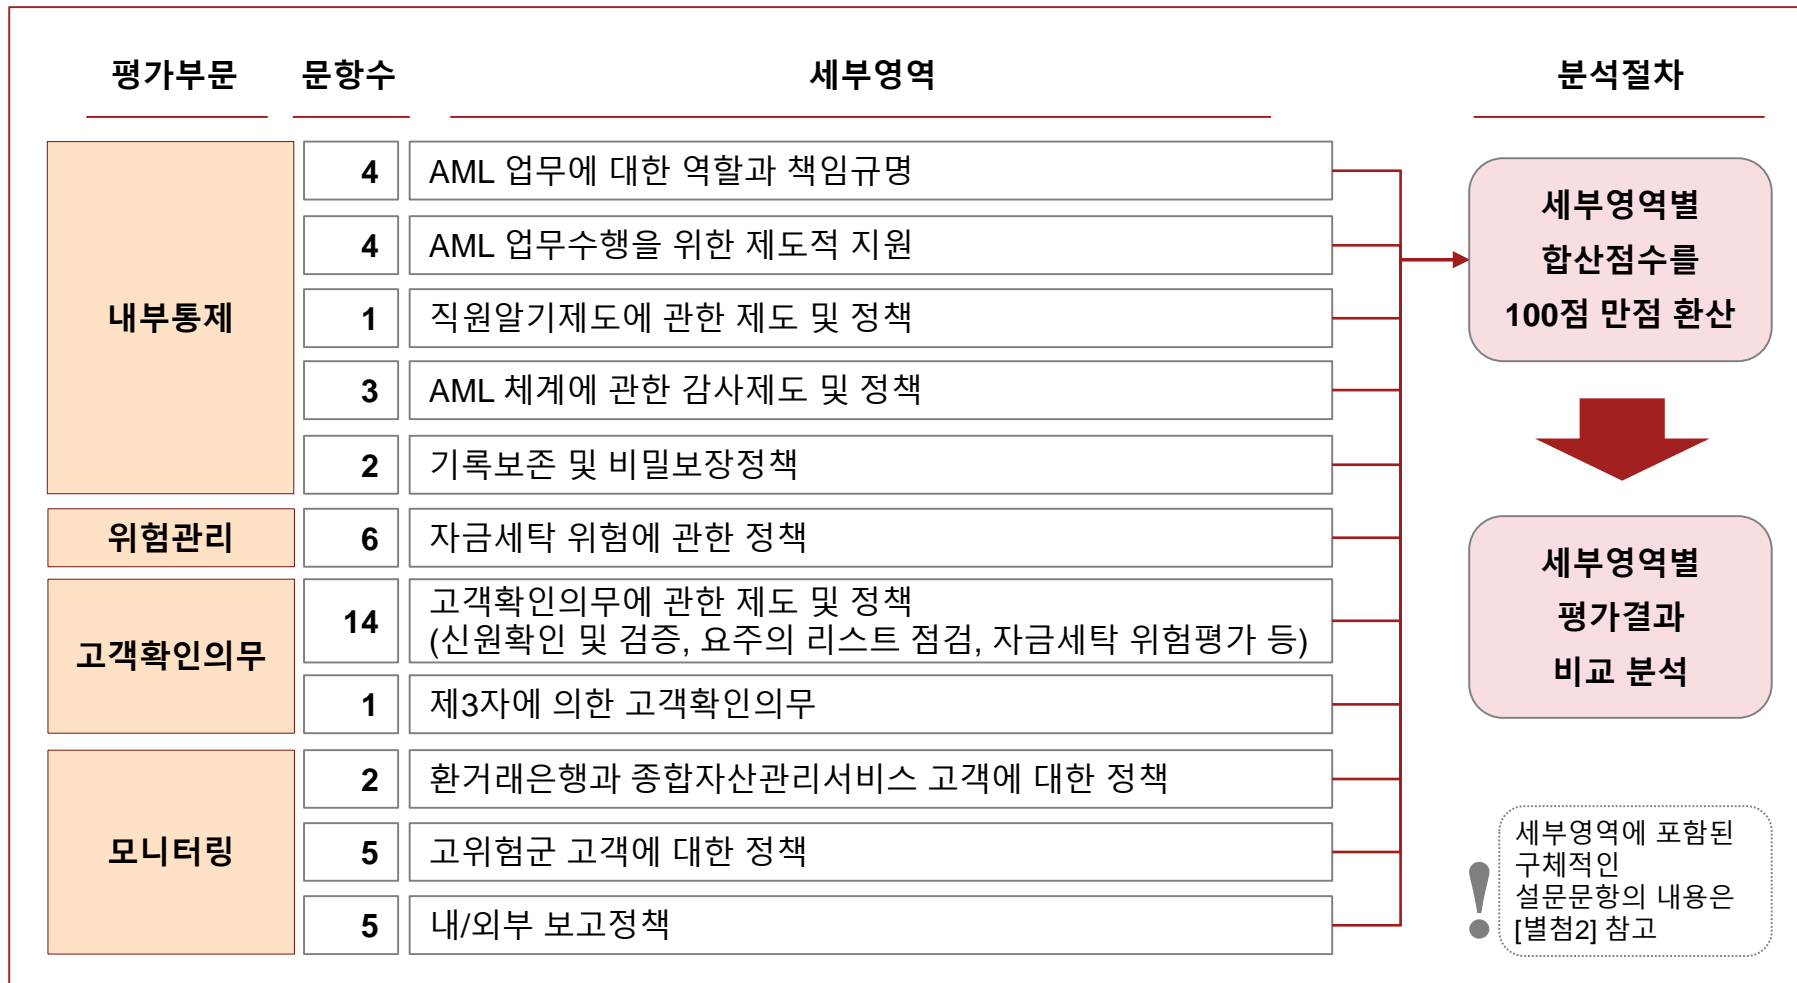 평가부문 문항수 세부영역 분석절차
내부통제
4 AML 업무에 대한 역할과 책임규명
4 AML 업무수행을 위한 제도적 지원
1 직원알기제도에 관한 제도 및 정책
3 AML 체계에 관한 감사제도 및 정책
2 기록보존 및 비밀보장정책
위험관리
6 자금세탁 위험에 관한 정책
고객확인의무
14 고객확인의무에 관한 제도 및 정책
(신원확인 및 검증, 요주의 리스트 점검, 자금세탁 위험평가 등)
1 제3자에 의한 고객확인의무
모니터링
2 환거래은행과 종합자산관리서비스 고객에 대한 정책
5 고위험군 고객에 대한 정책
5 내/외부 보고정책
세부영역별
합산점수를
100점 만점 환산
세부영역별
평가결과
비교 분석
!
세부영역에 포함된
구체적인
설문문항의 내용은
[별첨2] 참고